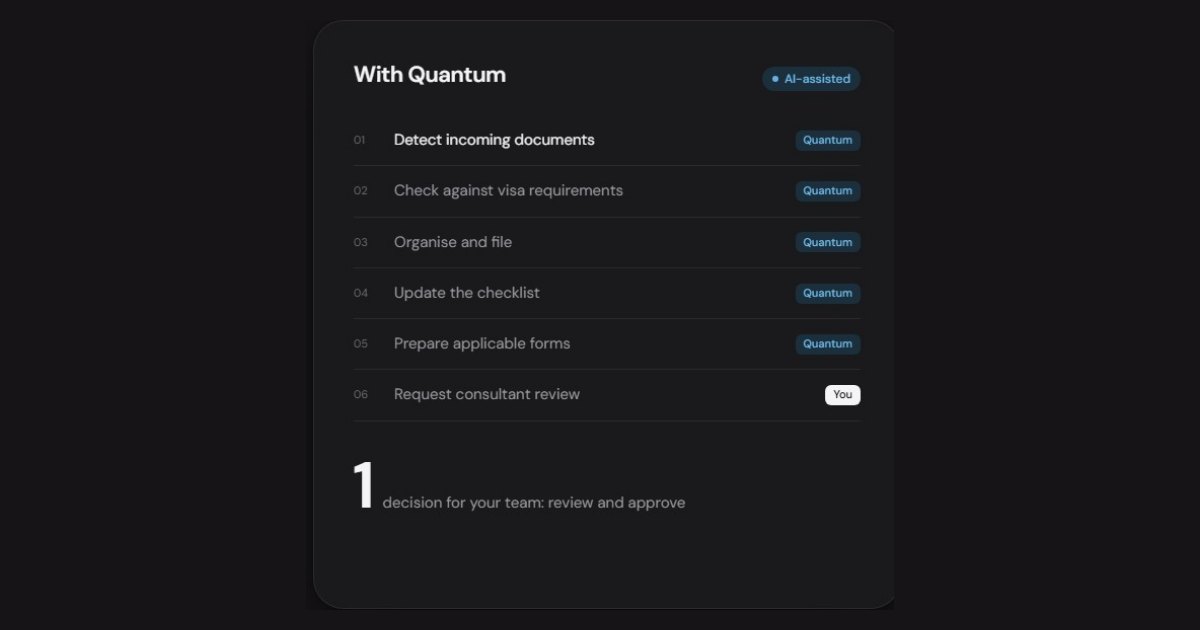 With Quantum
AI-assisted
01 Detect incoming documents Quantum
02 Check against visa requirements Quantum
03 Organise and file Quantum
04 Update the checklist Quantum
05 Prepare applicable forms Quantum
06 Request consultant review You
1 decision for your team: review and approve